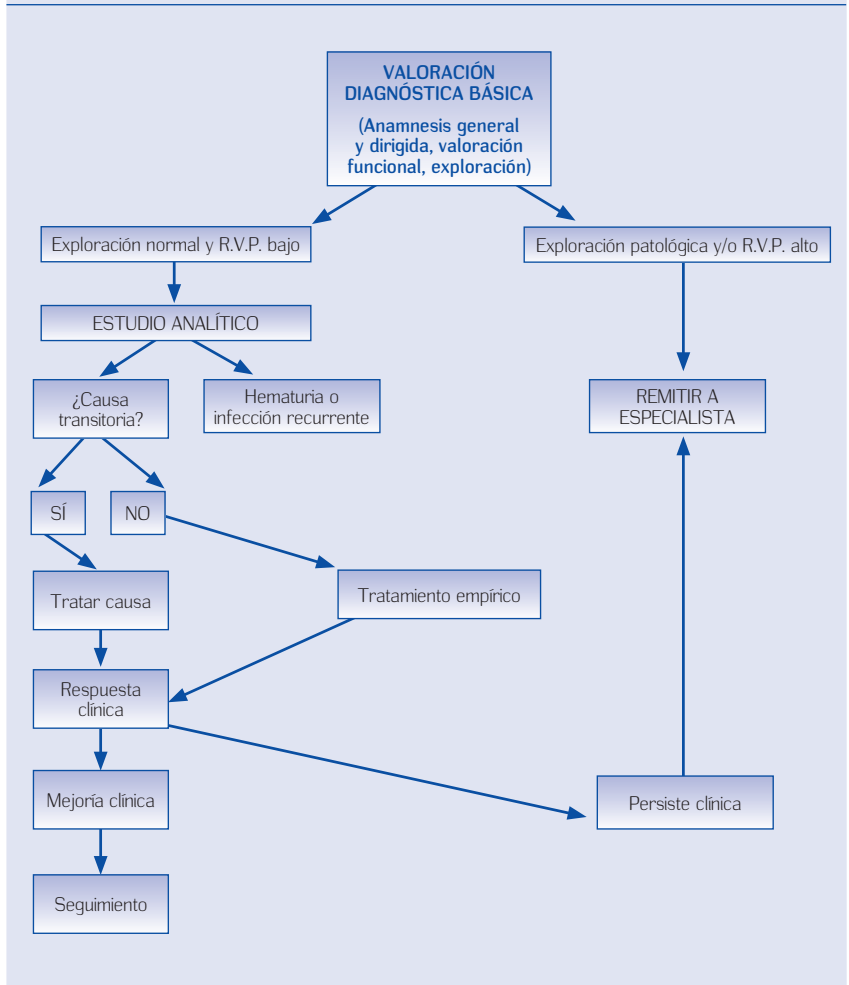 VALORACIÓN
DIAGNÓSTICA BÁSICA
(Anamnesis general
y dirigida, valoración
funcional, exploración)
Exploración normal y R.V.P. bajo
Exploración patológica y/o R.V.P. alto
ESTUDIO ANALÍTICO
¿Causa
transitoria?
Hematuria o
infección recurrente
REMITIR A
ESPECIALISTA
SÍ
NO
Tratar causa
Tratamiento empírico
Respuesta
clínica
Mejoría clínica
Persiste clínica
Seguimiento